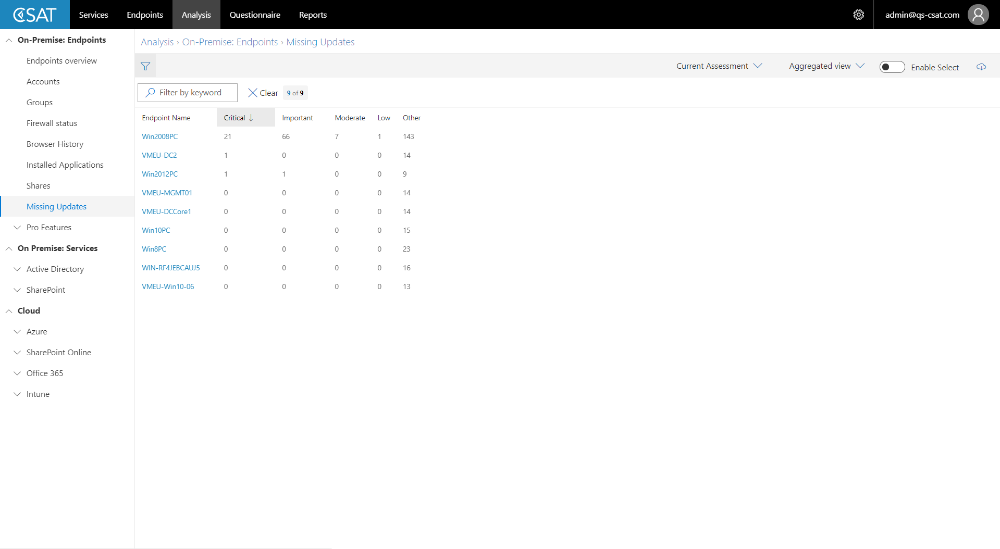 CSAT Services Endpoints Analysis Questionnaire Reports admin@qs-csat.com
On-Premise: Endpoints
Endpoints overview
Accounts
Groups
Firewall status
Browser History
Installed Applications
Shares
Missing Updates
Pro Features
On Premise: Services
Active Directory
SharePoint
Cloud
Azure
SharePoint Online
Office 365
Intune
Analysis › On-Premise: Endpoints › Missing Updates
Current Assessment Aggregated view Enable Select
Filter by keyword Clear 9 of 9
Endpoint Name Critical ↓ Important Moderate Low Other
Win2008PC 21 66 7 1 143
VMEU-DC2 1 0 0 0 14
Win2012PC 1 1 0 0 9
VMEU-MGMT01 0 0 0 0 14
VMEU-DCCore1 0 0 0 0 14
Win10PC 0 0 0 0 15
Win8PC 0 0 0 0 23
WIN-RF4JEBCAUJ5 0 0 0 0 16
VMEU-Win10-06 0 0 0 0 13